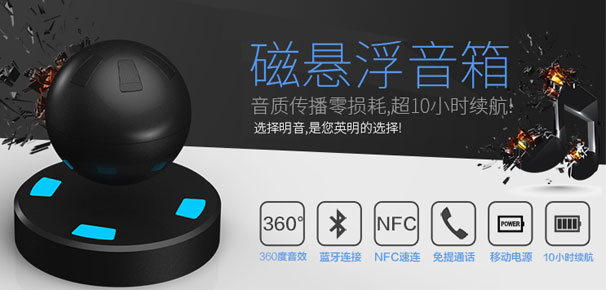 磁悬浮音箱
音质传播零损耗,超10小时续航!
选择明音,是您英明的选择!
360° NFC POWER
360度音效 蓝牙连接 NFC速连 免提通话 移动电源 10小时续航